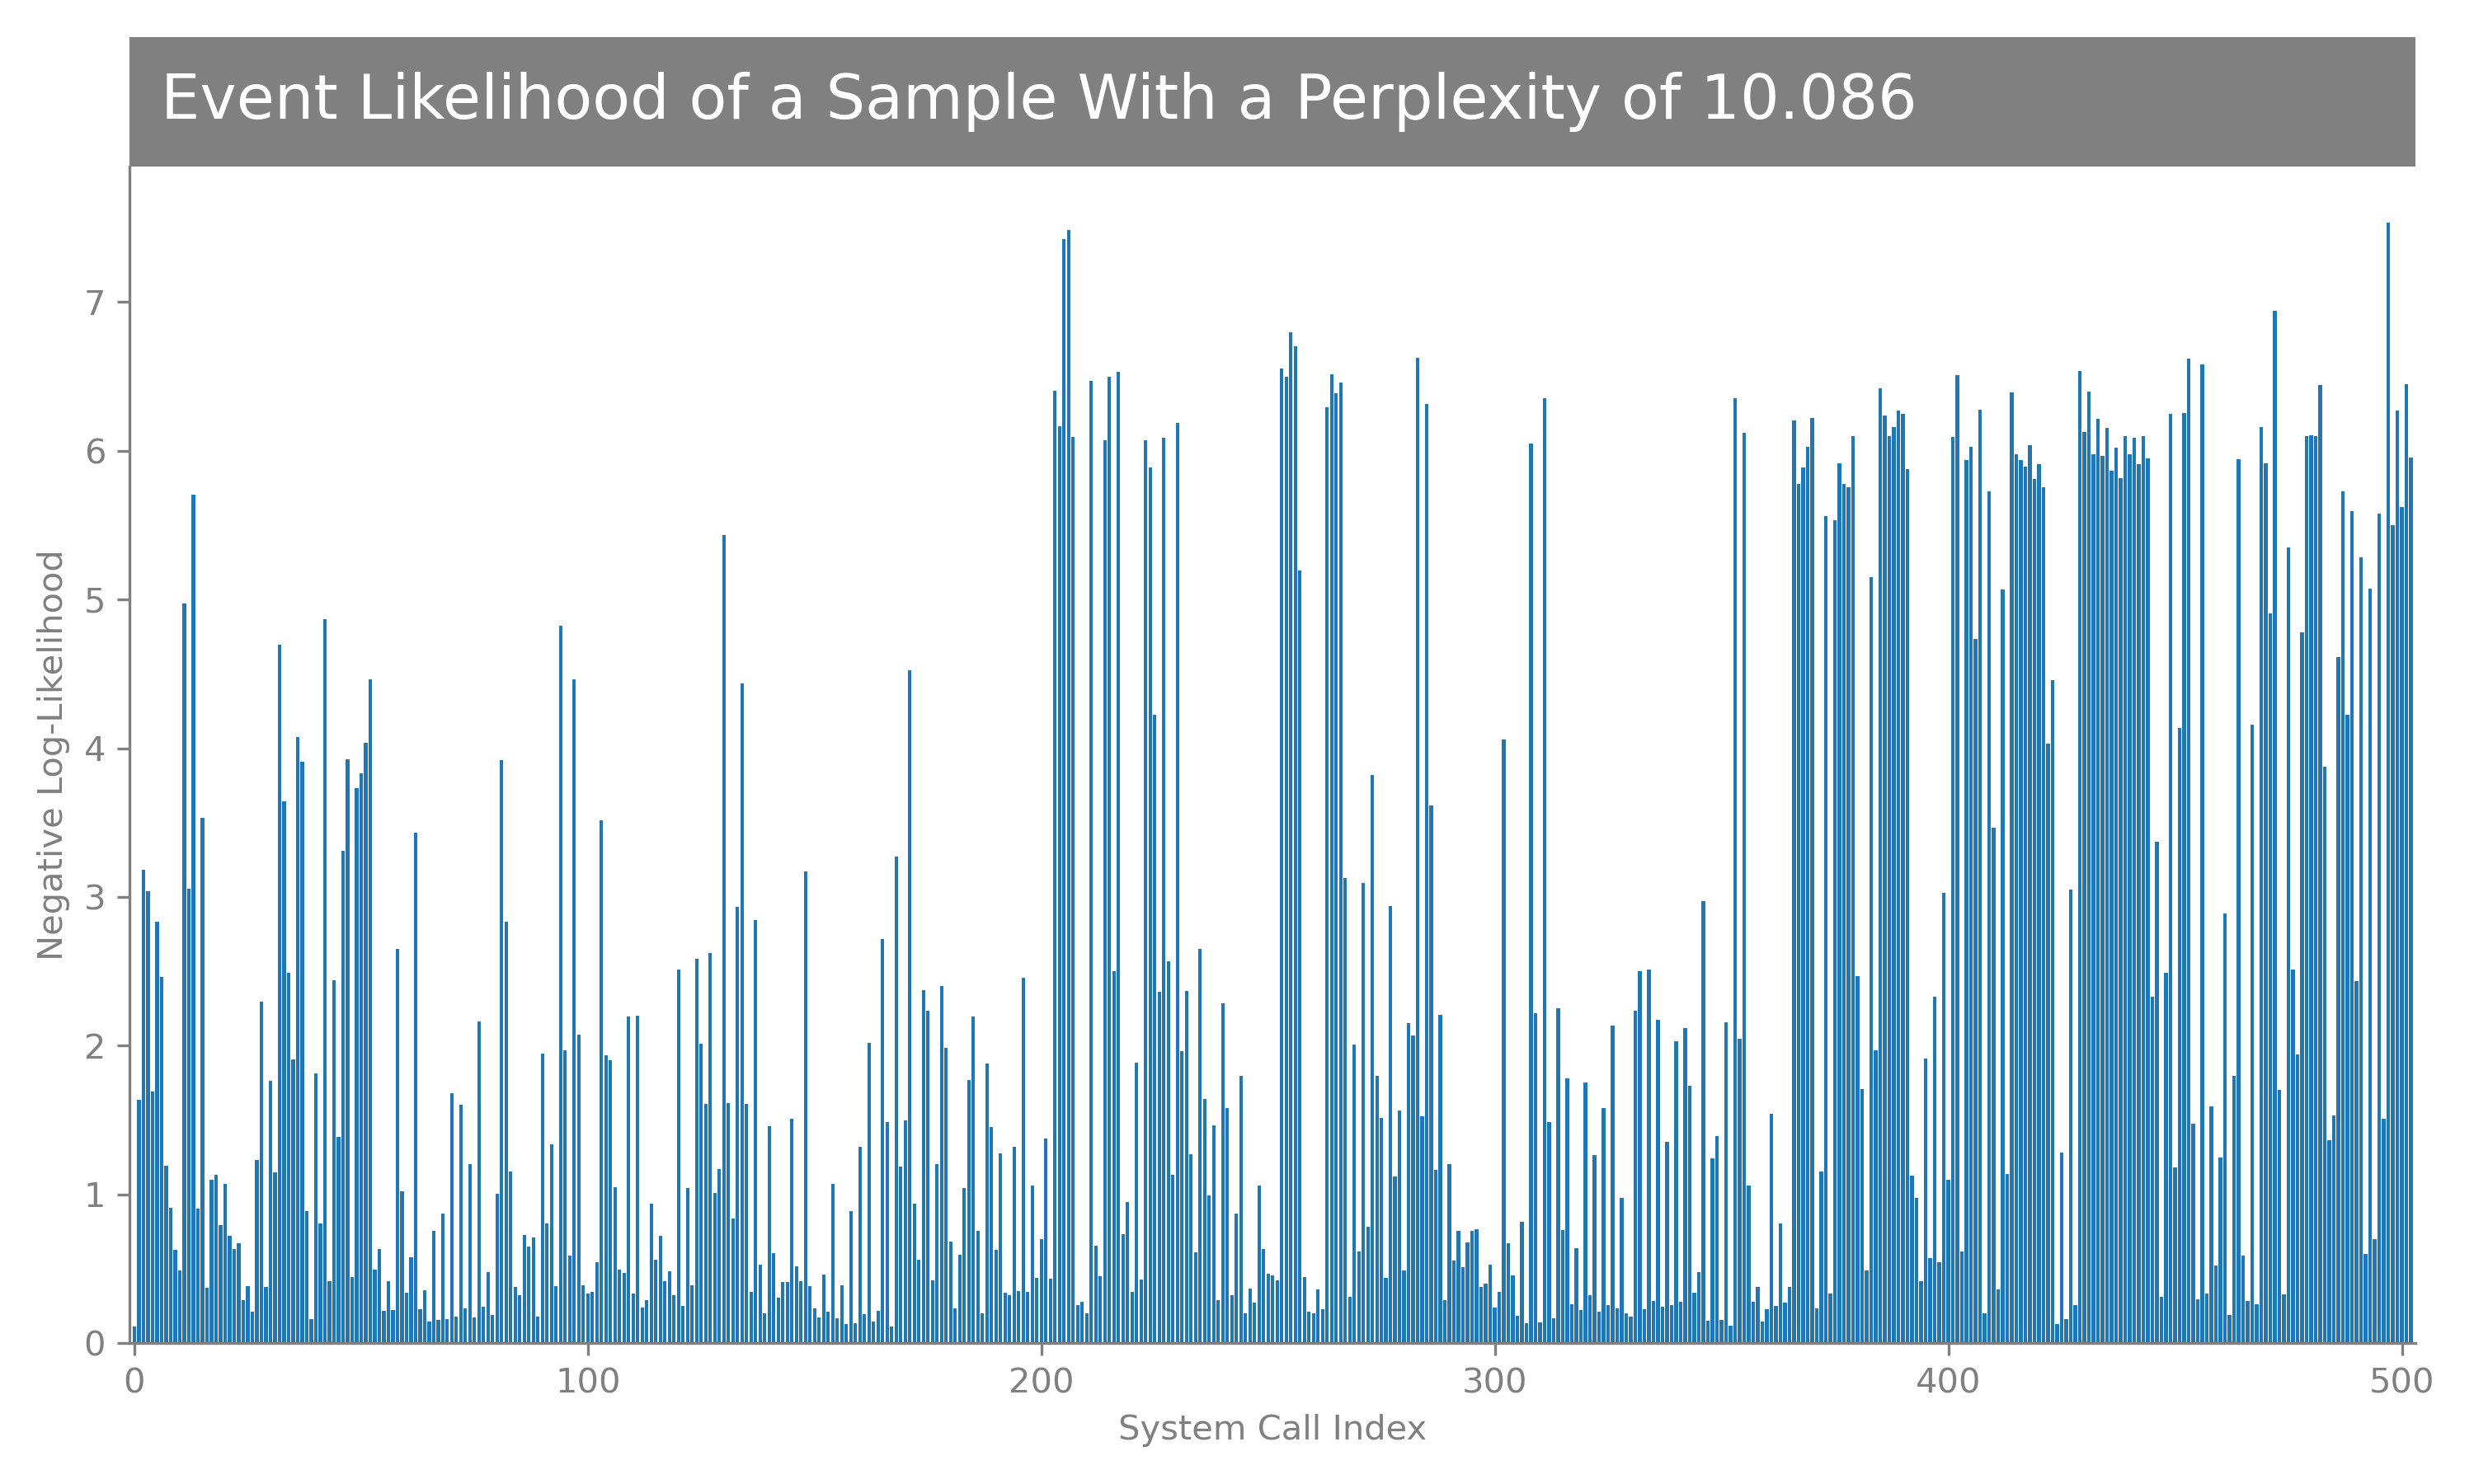 Event Likelihood of a Sample With a Perplexity of 10.086
Negative Log-Likelihood
7
6
5
4
3
2
1
0
0 100 200 300 400 500
System Call Index